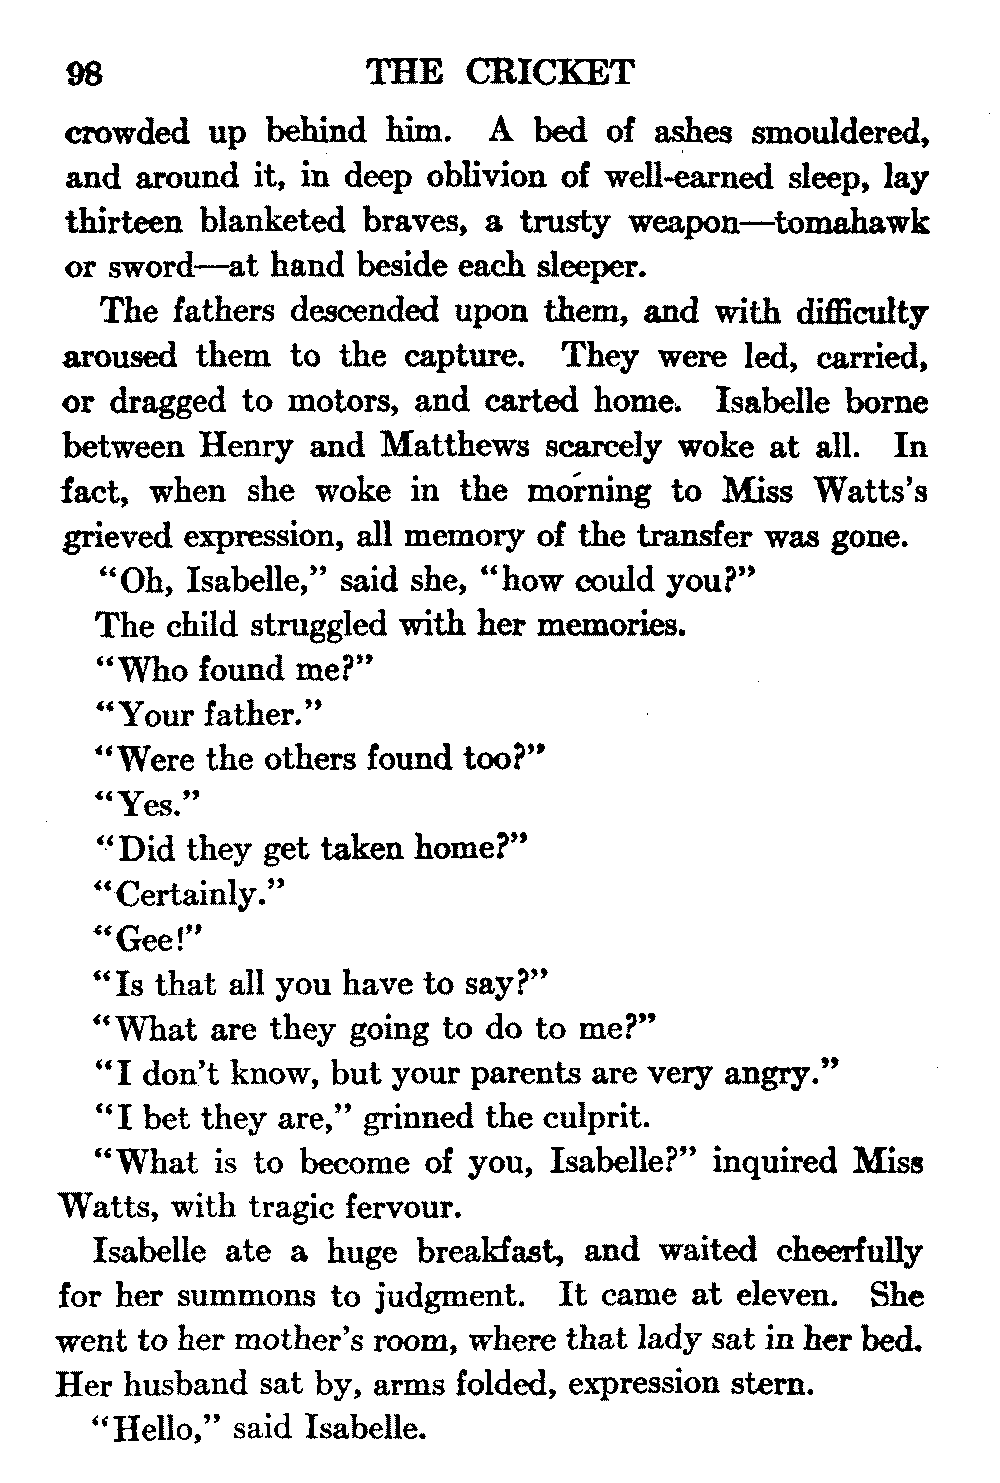 98 THE CRICKET
crowded up behind him. A bed of ashes smouldered,
and around it, in deep oblivion of well-earned sleep, lay
thirteen blanketed braves, a trusty weapon—tomahawk
or sword—at hand beside each sleeper.
The fathers descended upon them, and with difficulty
aroused them to the capture. They were led, carried,
or dragged to motors, and carted home. Isabelle borne
between Henry and Matthews scarcely woke at all. In
fact, when she woke in the morning to Miss Watts's
grieved expression, all memory of the transfer was gone.
"Oh, Isabelle," said she, "how could you?"
The child struggled with her memories.
"Who found me?"
"Your father."
"Were the others found too?"
"Yes."
"Did they get taken home?"
"Certainly."
"Gee!"
"Is that all you have to say?"
"What are they going to do to me?"
"I don't know, but your parents are very angry."
"I bet they are," grinned the culprit.
"What is to become of you, Isabelle?" inquired Miss
Watts, with tragic fervour.
Isabelle ate a huge breakfast, and waited cheerfully
for her summons to judgment. It came at eleven. She
went to her mother's room, where that lady sat in her bed.
Her husband sat by, arms folded, expression stern.
"Hello," said Isabelle.